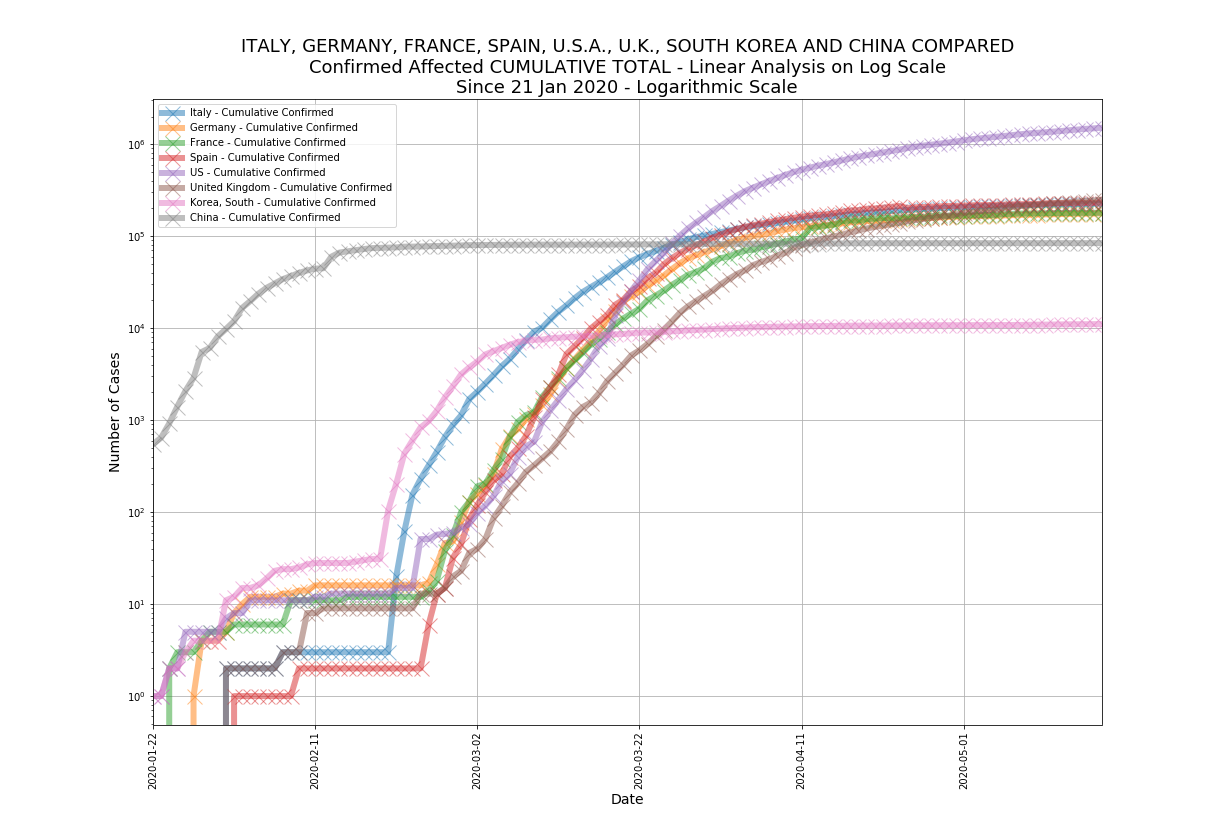 ITALY, GERMANY, FRANCE, SPAIN, U.S.A., U.K., SOUTH KOREA AND CHINA COMPARED
Confirmed Affected CUMULATIVE TOTAL - Linear Analysis on Log Scale
Since 21 Jan 2020 - Logarithmic Scale
Italy - Cumulative Confirmed
Germany - Cumulative Confirmed
France - Cumulative Confirmed
Spain - Cumulative Confirmed
US - Cumulative Confirmed
United Kingdom - Cumulative Confirmed
Korea, South - Cumulative Confirmed
China - Cumulative Confirmed
Number of Cases
10⁶
10⁵
10⁴
10³
10²
10¹
10⁰
2020-01-22
2020-02-11
2020-03-02
2020-03-22
2020-04-11
2020-05-01
Date